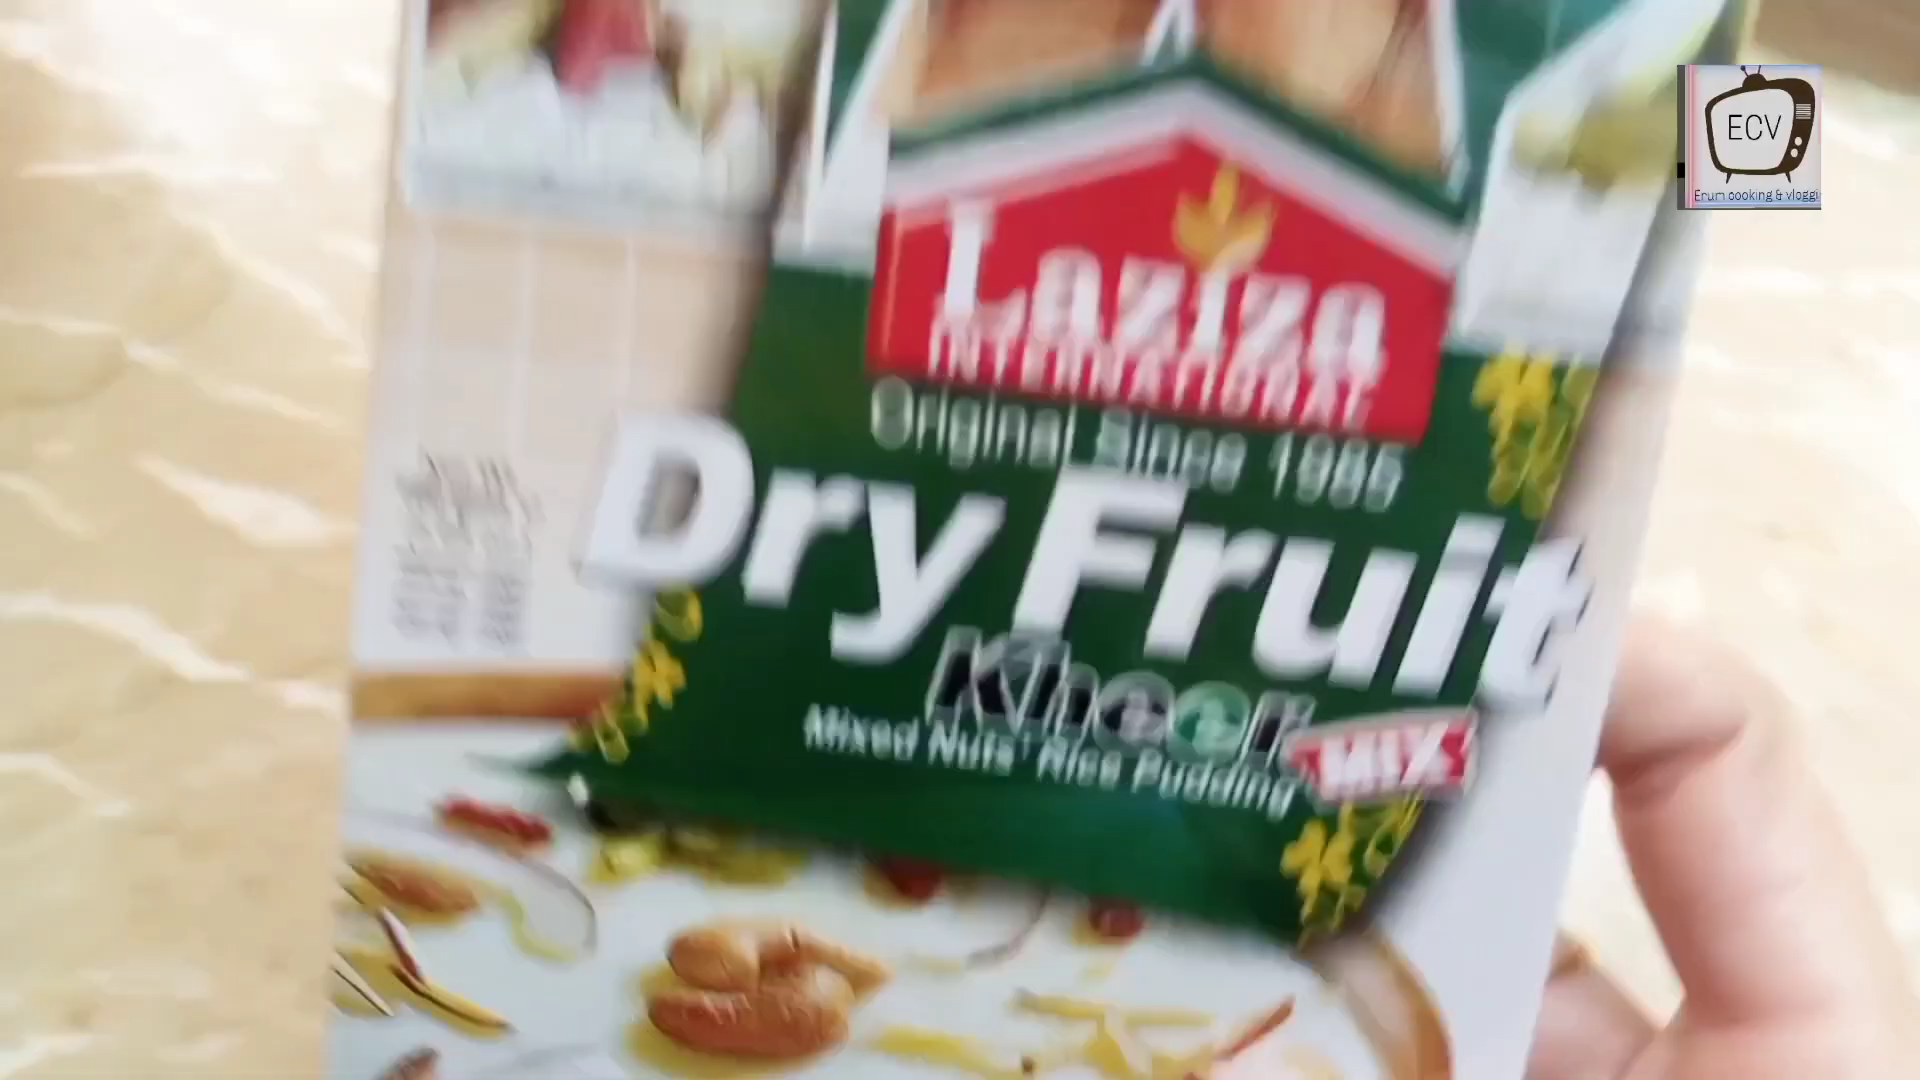 ECV
Erum cooking & vloggi
Laziza
INTERNATIONAL
Original Since 1985
Dry Fruit
Kheer
MIX
Mixed Nuts Rice Pudding